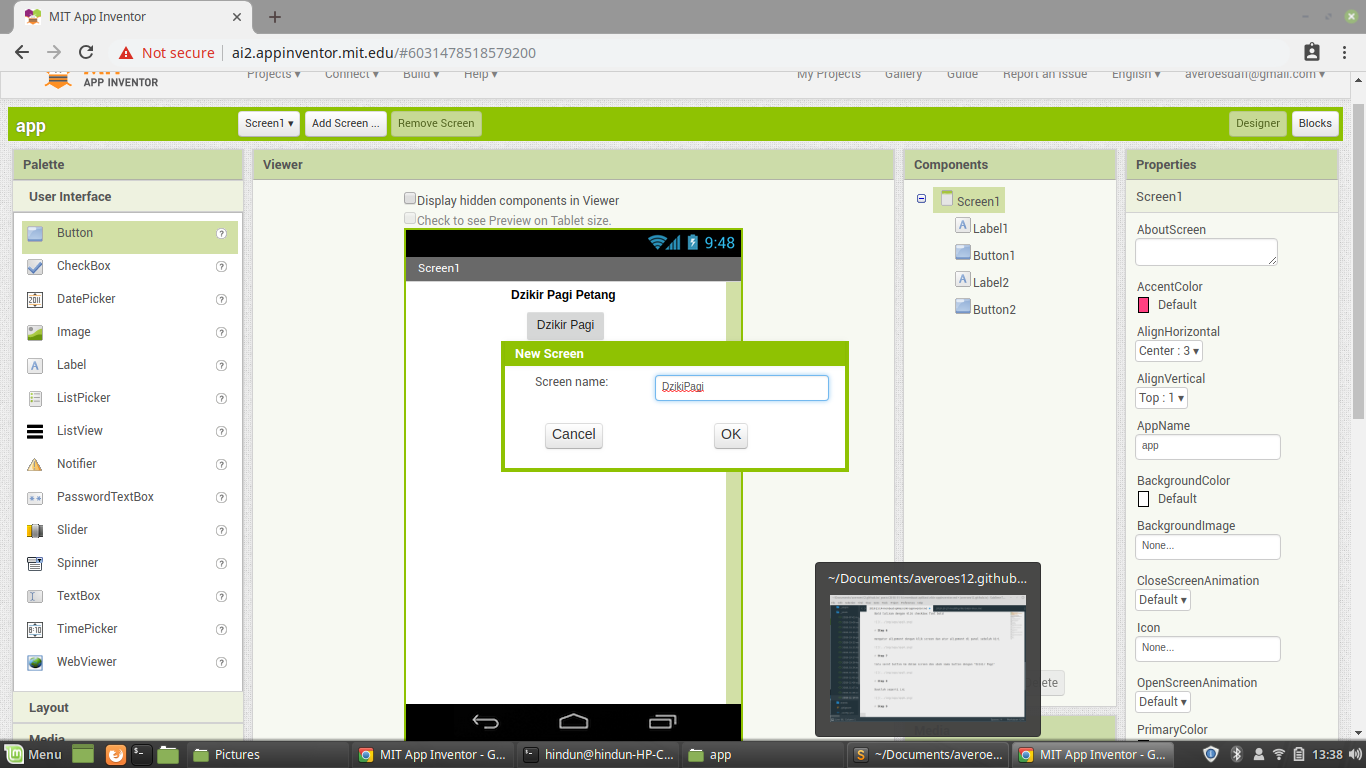 MIT App Inventor
Not secure
ai2.appinventor.mit.edu/#6031478518579200
APP INVENTOR
Projects ▾
Connect ▾
Build ▾
Help ▾
My Projects
Gallery
Guide
Report an Issue
English ▾
averoesdaff@gmail.com ▾
app
Screen1 ▾
Add Screen ...
Remove Screen
Designer
Blocks
Palette
User Interface
Button
CheckBox
DatePicker
Image
Label
ListPicker
ListView
Notifier
PasswordTextBox
Slider
Spinner
TextBox
TimePicker
WebViewer
Layout
Media
Viewer
Display hidden components in Viewer
Check to see Preview on Tablet size.
9:48
Screen1
Dzikir Pagi Petang
Dzikir Pagi
New Screen
Screen name:
DzikiPagi
Cancel
OK
Components
Screen1
Label1
Button1
Label2
Button2
Media
Properties
Screen1
AboutScreen
AccentColor
Default
AlignHorizontal
Center : 3 ▾
AlignVertical
Top : 1 ▾
AppName
app
BackgroundColor
Default
BackgroundImage
None...
CloseScreenAnimation
Default ▾
Icon
None...
OpenScreenAnimation
Default ▾
PrimaryColor
~/Documents/averoes12.github...
Menu
Pictures
MIT App Inventor - G...
hindun@hindun-HP-C...
app
~/Documents/averoe...
MIT App Inventor - G...
13:38